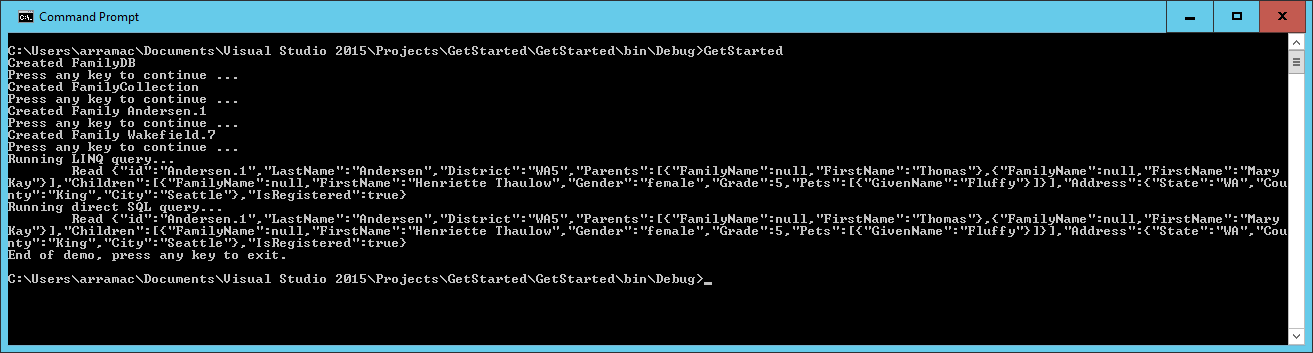 Command Prompt
C:\Users\arramac\Documents\Visual Studio 2015\Projects\GetStarted\GetStarted\bin\Debug>GetStarted
Created FamilyDB
Press any key to continue ...
Created FamilyCollection
Press any key to continue ...
Created Family Andersen.1
Press any key to continue ...
Created Family Wakefield.7
Press any key to continue ...
Running LINQ query...
        Read {"id":"Andersen.1","LastName":"Andersen","District":"WA5","Parents":[{"FamilyName":null,"FirstName":"Thomas"},{"FamilyName":null,"FirstName":"Mary
Kay"}],"Children":[{"FamilyName":null,"FirstName":"Henriette Thaulow","Gender":"female","Grade":5,"Pets":[{"GivenName":"Fluffy"}]}],"Address":{"State":"WA","Cou
nty":"King","City":"Seattle"},"IsRegistered":true}
Running direct SQL query...
        Read {"id":"Andersen.1","LastName":"Andersen","District":"WA5","Parents":[{"FamilyName":null,"FirstName":"Thomas"},{"FamilyName":null,"FirstName":"Mary
Kay"}],"Children":[{"FamilyName":null,"FirstName":"Henriette Thaulow","Gender":"female","Grade":5,"Pets":[{"GivenName":"Fluffy"}]}],"Address":{"State":"WA","Cou
nty":"King","City":"Seattle"},"IsRegistered":true}
End of demo, press any key to exit.
C:\Users\arramac\Documents\Visual Studio 2015\Projects\GetStarted\GetStarted\bin\Debug>_